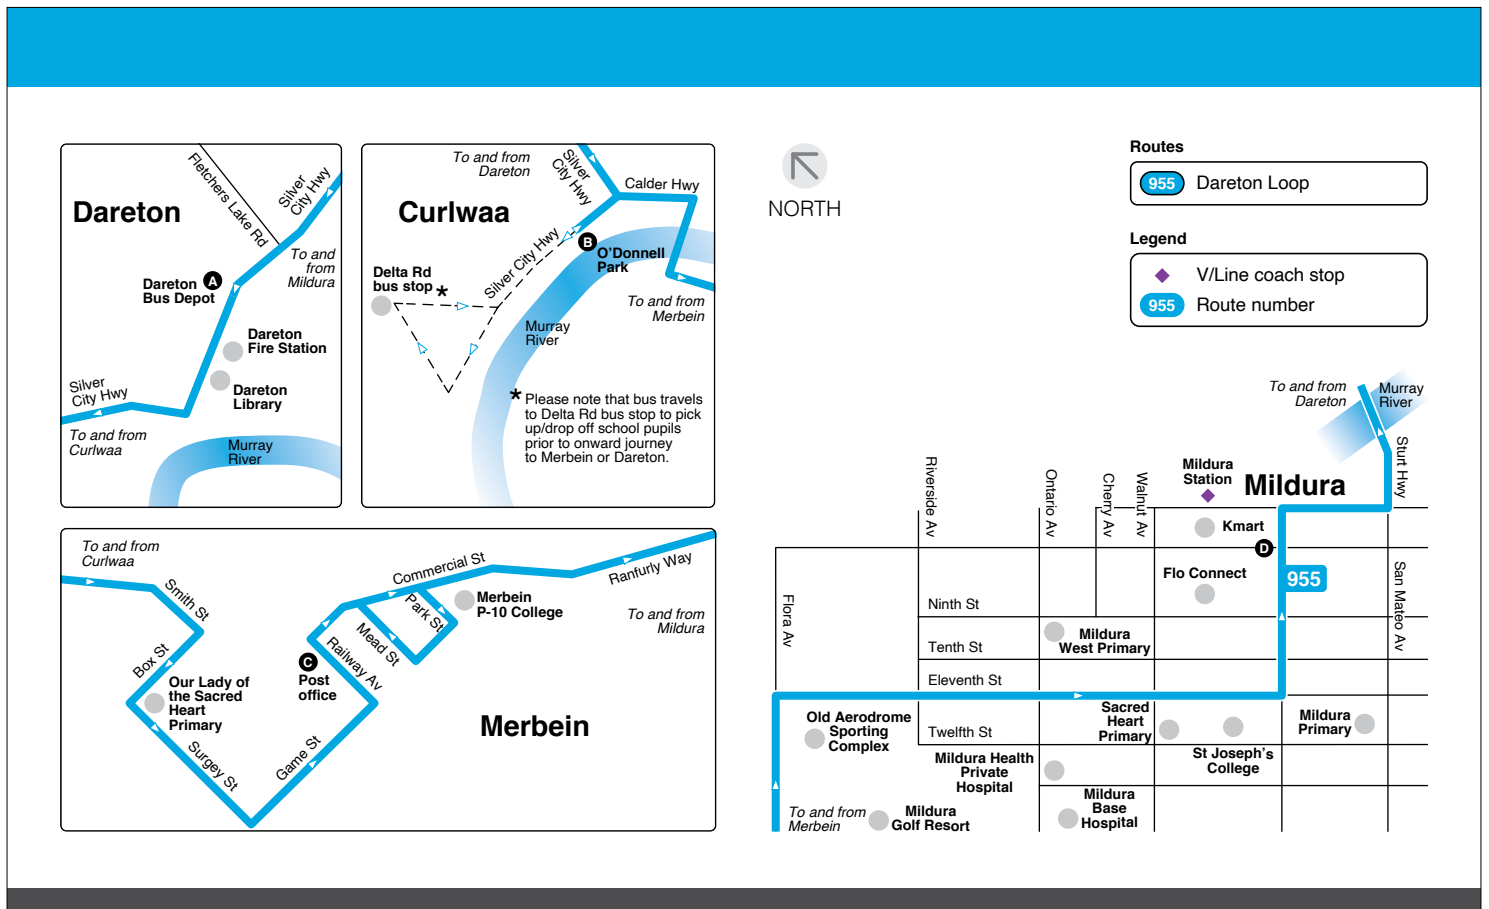 Dareton
Fletchers Lake Rd
Silver
City Hwy
To and
from
Mildura
Dareton
Bus Depot
A
Dareton
Fire Station
Dareton
Library
Silver
City Hwy
To and from
Curlwaa
Murray
River
Curlwaa
To and from
Dareton
Silver
City Hwy
Calder Hwy
Silver City Hwy
B
O'Donnell
Park
Delta Rd
bus stop
*
To and from
Merbein
Murray
River
* Please note that bus travels
to Delta Rd bus stop to pick
up/drop off school pupils
prior to onward journey
to Merbein or Dareton.
To and from
Curlwaa
Smith St
Box St
Our Lady of
the Sacred
Heart
Primary
Surgey St
Game St
C
Post
office
Railway Av
Mead St
Park St
Commercial St
Merbein
P-10 College
Ranfurly Way
To and from
Mildura
Merbein
NORTH
Routes
955 Dareton Loop
Legend
V/Line coach stop
955 Route number
To and from
Dareton
Murray
River
Sturt Hwy
Mildura
Station
Mildura
Riverside Av
Ontario Av
Cherry Av
Walnut Av
Kmart
D
Flo Connect
955
Flora Av
San Mateo Av
Ninth St
Tenth St
Mildura
West Primary
Eleventh St
Old Aerodrome
Sporting
Complex
Twelfth St
Sacred
Heart
Primary
St Joseph's
College
Mildura
Primary
Mildura Health
Private
Hospital
Mildura
Base
Hospital
To and from
Merbein
Mildura
Golf Resort